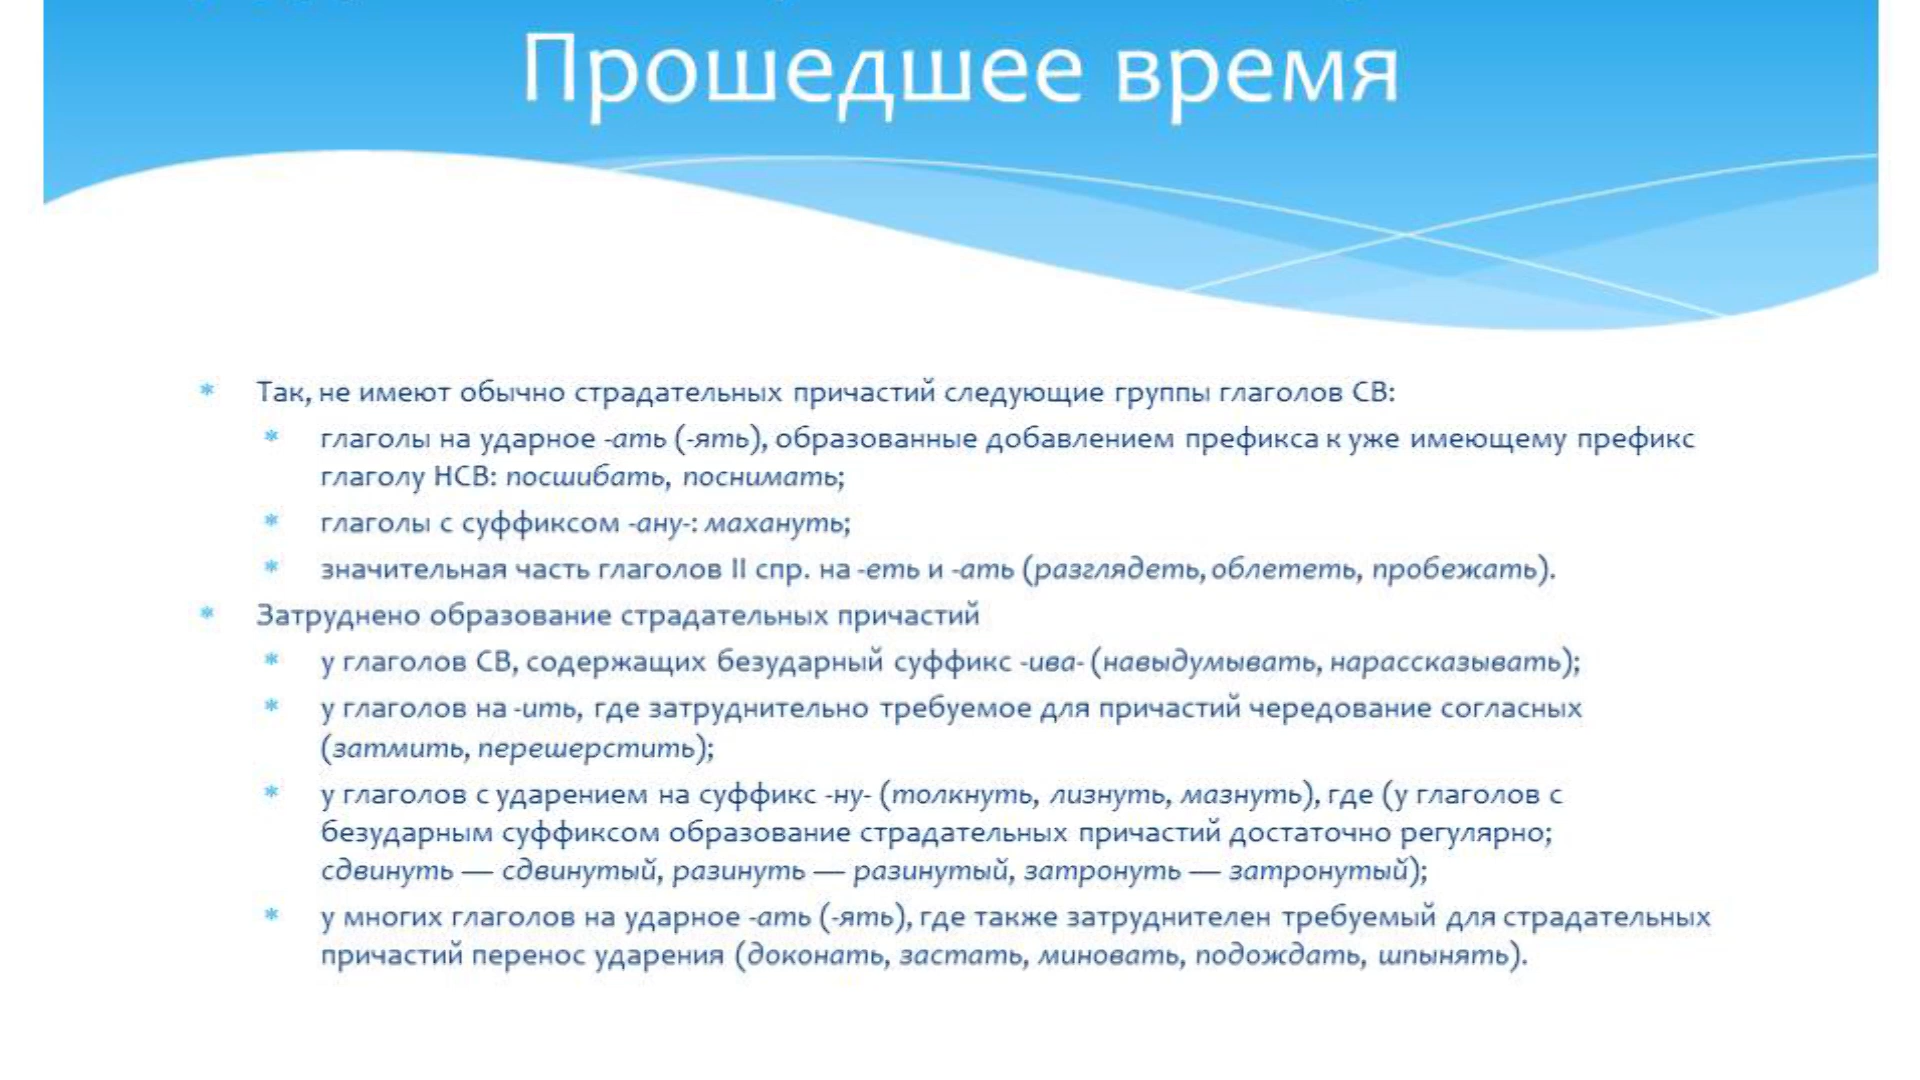 Прошедшее время
Так, не имеют обычно страдательных причастий следующие группы глаголов СВ:
глаголы на ударное -ать (-ять), образованные добавлением префикса к уже имеющему префикс
глаголу НСВ: посшибать, поснимать;
глаголы с суффиксом -ану-: махануть;
значительная часть глаголов II спр. на -еть и -ать (разглядеть, облететь, пробежать).
Затруднено образование страдательных причастий
у глаголов СВ, содержащих безударный суффикс -ива- (навыдумывать, нарассказывать);
у глаголов на -ить, где затруднительно требуемое для причастий чередование согласных
(затмить, перешерстить);
у глаголов с ударением на суффикс -ну- (толкнуть, лизнуть, мазнуть), где (у глаголов с
безударным суффиксом образование страдательных причастий достаточно регулярно;
сдвинуть — сдвинутый, разинуть — разинутый, затронуть — затронутый);
у многих глаголов на ударное -ать (-ять), где также затруднителен требуемый для страдательных
причастий перенос ударения (доконать, застать, миновать, подождать, шпынять).